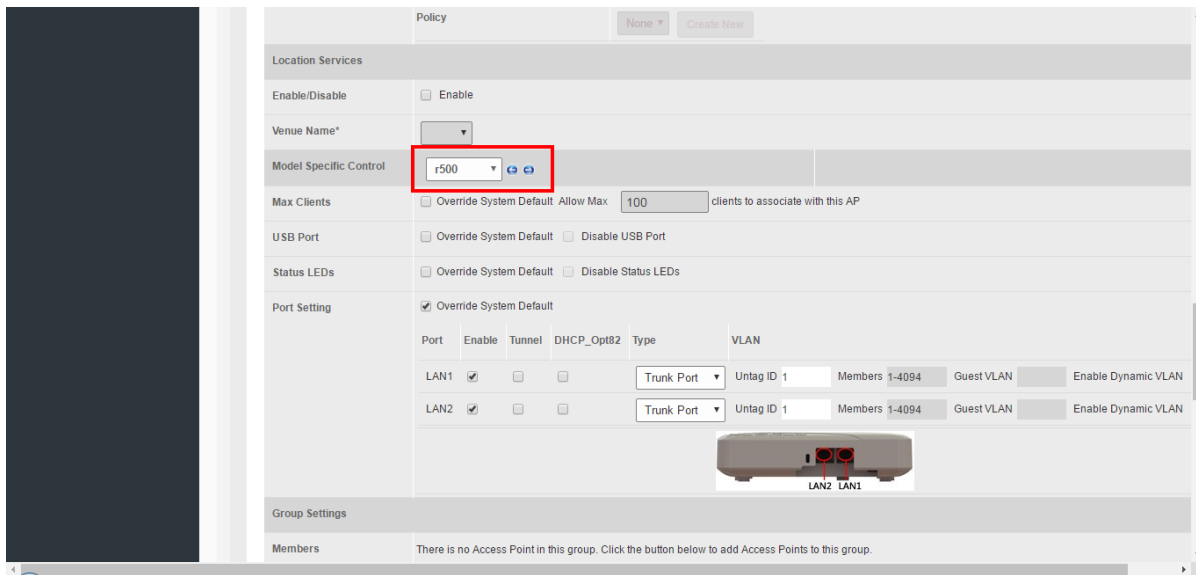 Policy None Create New
Location Services
Enable/Disable Enable
Venue Name*
Model Specific Control r500
Max Clients Override System Default Allow Max 100 clients to associate with this AP
USB Port Override System Default Disable USB Port
Status LEDs Override System Default Disable Status LEDs
Port Setting Override System Default
Port Enable Tunnel DHCP_Opt82 Type VLAN
LAN1 Trunk Port Untag ID 1 Members 1-4094 Guest VLAN Enable Dynamic VLAN
LAN2 Trunk Port Untag ID 1 Members 1-4094 Guest VLAN Enable Dynamic VLAN
LAN2 LAN1
Group Settings
Members There is no Access Point in this group. Click the button below to add Access Points to this group.